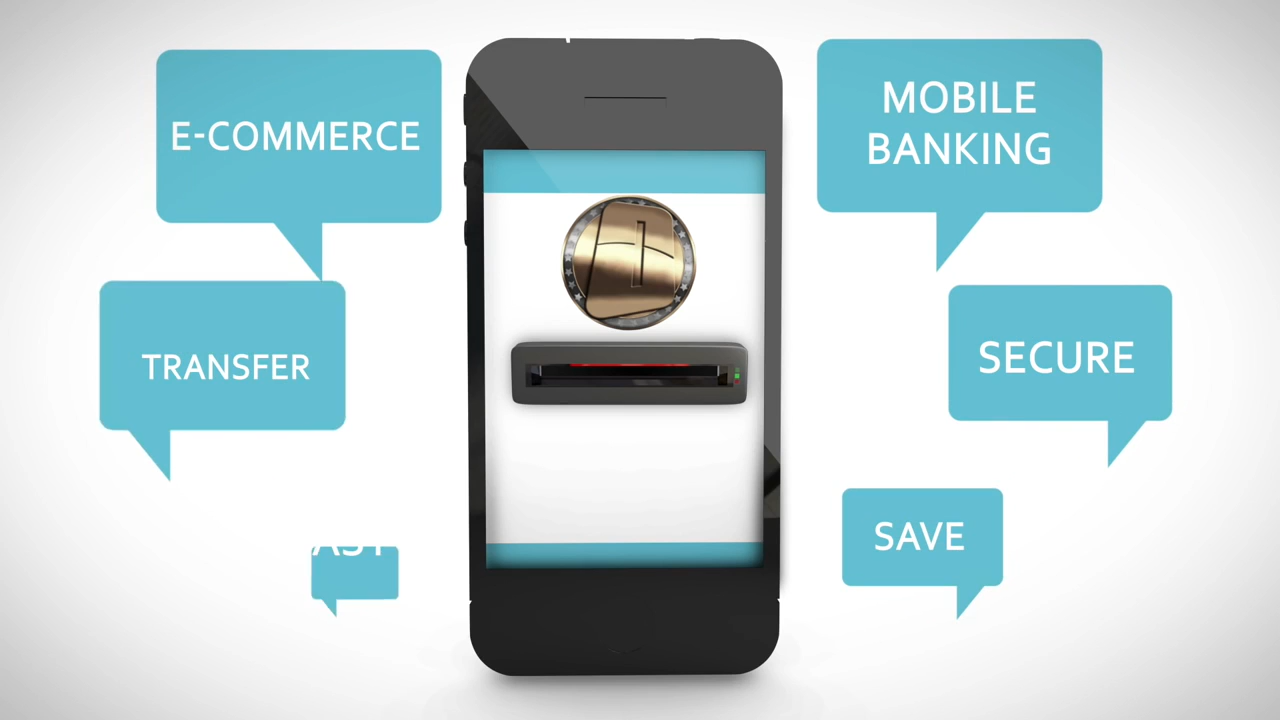 E-COMMERCE
MOBILE
BANKING
TRANSFER
SECURE
SAVE